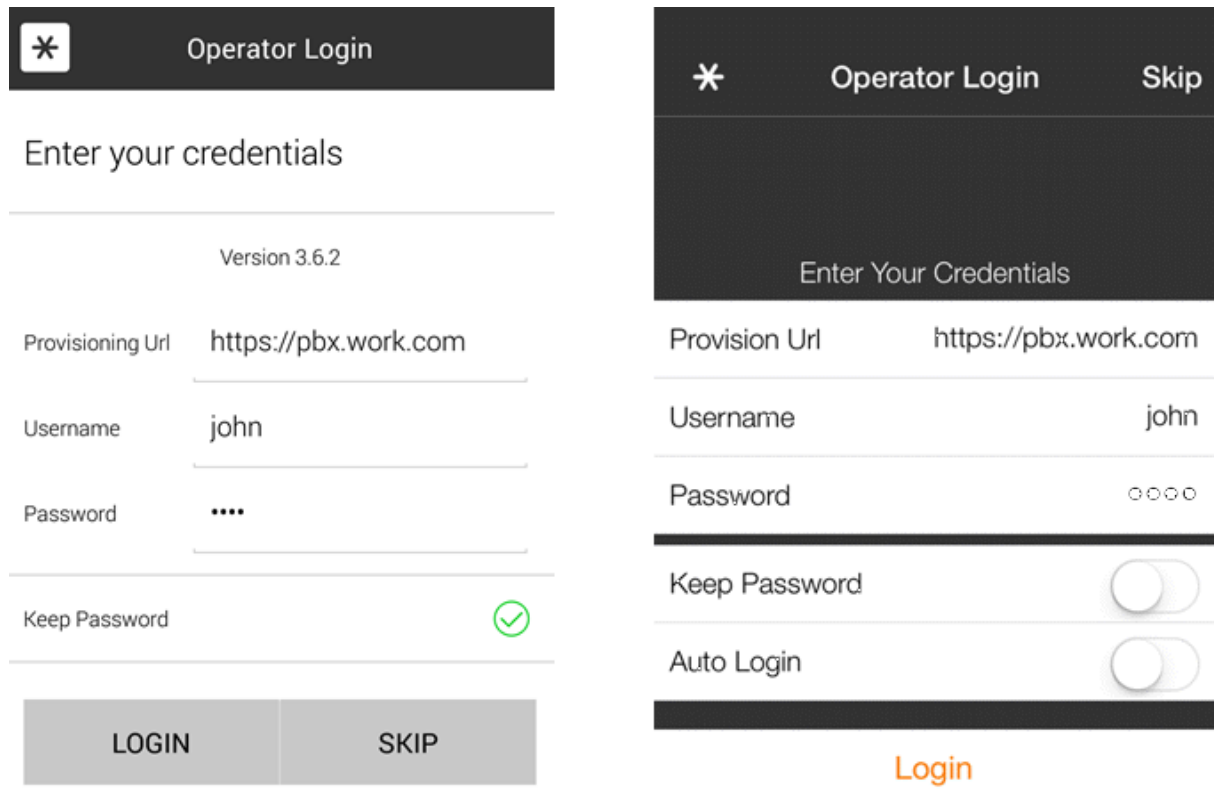 Operator Login
Enter your credentials
Version 3.6.2
Provisioning Url https://pbx.work.com
Username john
Password ••••
Keep Password
LOGIN SKIP
Operator Login Skip
Enter Your Credentials
Provision Url https://pbx.work.com
Username john
Password ○○○○
Keep Password
Auto Login
Login